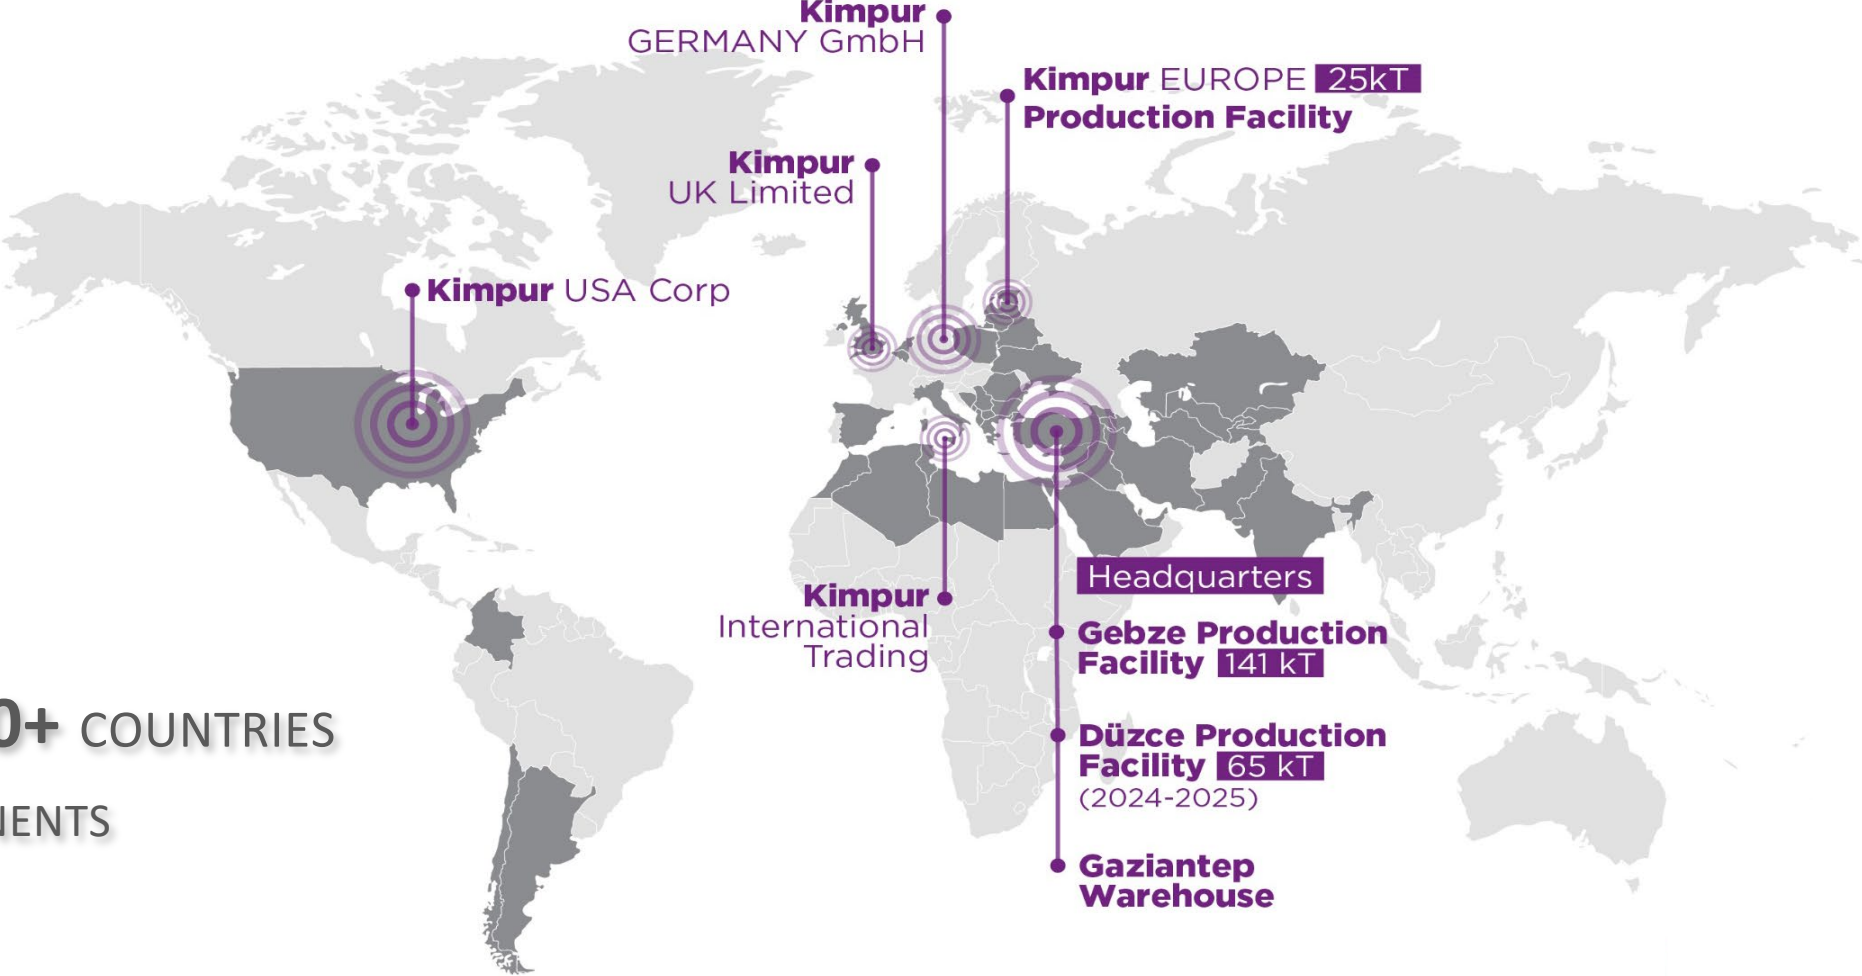 Kimpur
GERMANY GmbH
Kimpur EUROPE 25kT
Production Facility
Kimpur
UK Limited
Kimpur USA Corp
Headquarters
Kimpur
International
Trading
Gebze Production
Facility 141 kT
Düzce Production
Facility 65 kT
(2024-2025)
Gaziantep
Warehouse
0+ COUNTRIES